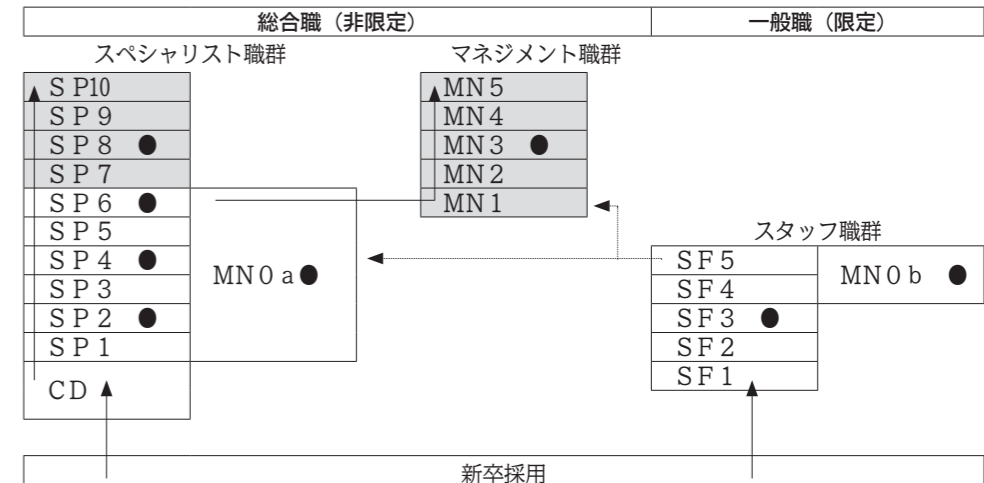 総合職（非限定） 一般職（限定）
スペシャリスト職群 マネジメント職群
ＳＰ10 ＭＮ５
ＳＰ９ ＭＮ４
ＳＰ８ ● ＭＮ３ ●
ＳＰ７ ＭＮ２
ＳＰ６ ● ＭＮ１
ＳＰ５ スタッフ職群
ＳＰ４ ● ＭＮ０ａ● ＳＦ５ ＭＮ０ｂ ●
ＳＰ３ ＳＦ４
ＳＰ２ ● ＳＦ３ ●
ＳＰ１ ＳＦ２
ＣＤ ＳＦ１
新卒採用